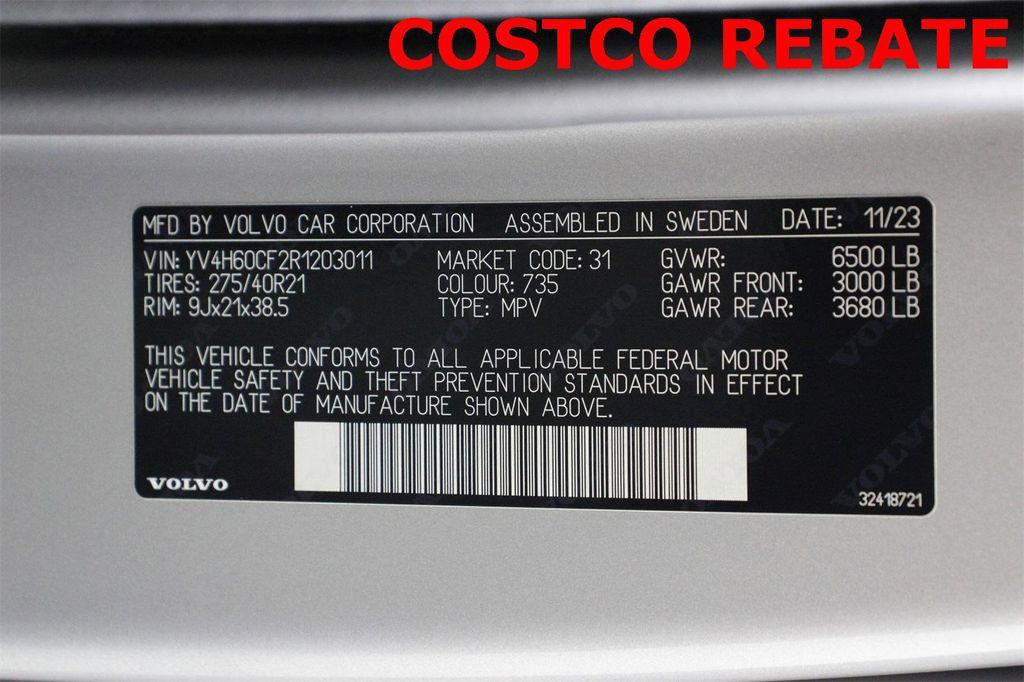 COSTCO REBATE
MFD BY VOLVO CAR CORPORATION ASSEMBLED IN SWEDEN DATE: 11/23
VIN: YV4H60CF2R1203011 MARKET CODE: 31 GVWR: 6500 LB
TIRES: 275/40R21 COLOUR: 735 GAWR FRONT: 3000 LB
RIM: 9Jx21x38.5 TYPE: MPV GAWR REAR: 3680 LB
THIS VEHICLE CONFORMS TO ALL APPLICABLE FEDERAL MOTOR
VEHICLE SAFETY AND THEFT PREVENTION STANDARDS IN EFFECT
ON THE DATE OF MANUFACTURE SHOWN ABOVE.
VOLVO
32418721